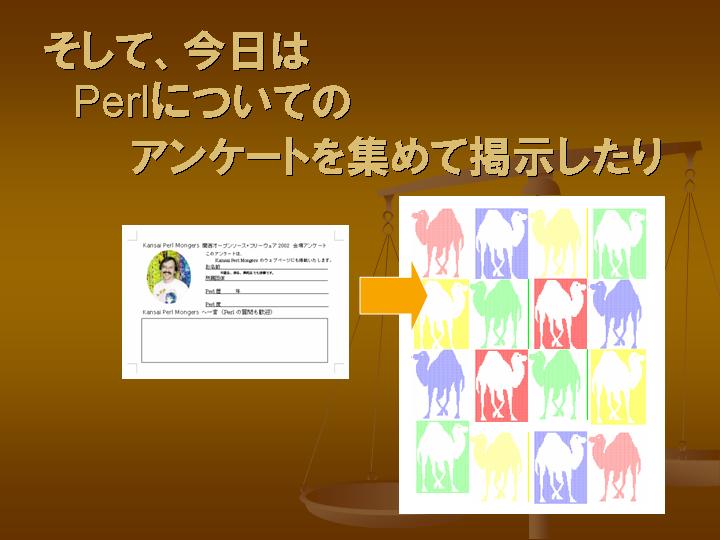 そして、今日は
Perlについての
アンケートを集めて掲示したり
Kansai Perl Mongers 関西オープンソース+フリーウェア2002 会場アンケート
このアンケートは、
Kansai Perl Mongers のウェブページにも掲載いたします。
お名前
所属団体
Perl 歴 年
Perl 度
Kansai Perl Mongers へ一言（Perl の質問も歓迎）